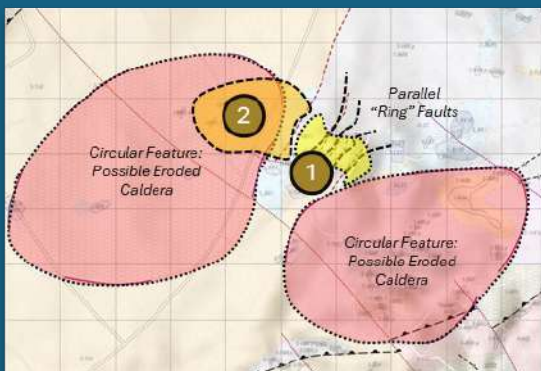 2
Parallel
"Ring" Faults
Circular Feature:
Possible Eroded
Caldera
1
Circular Feature:
Possible Eroded
Caldera